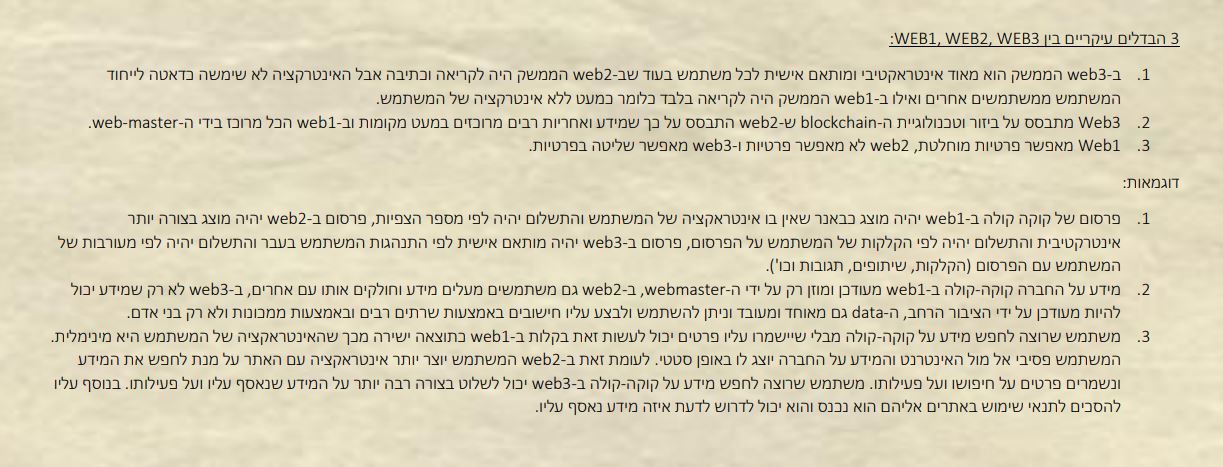 3 הבדלים עיקריים בין WEB1, WEB2, WEB3:
1. ב-web3 הממשק הוא מאוד אינטראקטיבי ומותאם אישית לכל משתמש בעוד שב-web2 הממשק היה לקריאה וכתיבה אבל האינטרקציה לא שימשה כדאטה לייחוד
המשתמש ממשתמשים אחרים ואילו ב-web1 הממשק היה לקריאה בלבד כלומר כמעט ללא אינטרקציה של המשתמש.
2. Web3 מתבסס על ביזור וטכנולוגיית ה-blockchain ש-web2 התבסס על כך שמידע ואחריות רבים מרוכזים במעט מקומות וב-web1 הכל מרוכז בידי ה-web-master.
3. Web1 מאפשר פרטיות מוחלטת, web2 לא מאפשר פרטיות ו-web3 מאפשר שליטה בפרטיות.
דוגמאות:
1. פרסום של קוקה קולה ב-web1 יהיה מוצג כבאנר שאין בו אינטראקציה של המשתמש והתשלום יהיה לפי מספר הצפיות, פרסום ב-web2 יהיה מוצג בצורה יותר
אינטרקטיבית והתשלום יהיה לפי הקלקות של המשתמש על הפרסום, פרסום ב-web3 יהיה מותאם אישית לפי התנהגות המשתמש בעבר והתשלום יהיה לפי מעורבות של
המשתמש עם הפרסום (הקלקות, שיתופים, תגובות וכו').
2. מידע על החברה קוקה-קולה ב-web1 מעודכן ומוזן רק על ידי ה-webmaster, ב-web2 גם משתמשים מעלים מידע וחולקים אותו עם אחרים, ב-web3 לא רק שמידע יכול
להיות מעודכן על ידי הציבור הרחב, ה-data גם מאוחד ומעובד וניתן להשתמש ולבצע עליו חישובים באמצעות שרתים רבים ובאמצעות ממכונות ולא רק בני אדם.
3. משתמש שרוצה לחפש מידע על קוקה-קולה מבלי שיישמרו עליו פרטים יכול לעשות זאת בקלות ב-web1 כתוצאה ישירה מכך שהאינטראקציה של המשתמש היא מינימלית.
המשתמש פסיבי אל מול האינטרנט והמידע על החברה יוצג לו באופן סטטי. לעומת זאת ב-web2 המשתמש יוצר יותר אינטראקציה עם האתר על מנת לחפש את המידע
ונשמרים פרטים על חיפושו ועל פעילותו. משתמש שרוצה לחפש מידע על קוקה-קולה ב-web3 יכול לשלוט בצורה רבה יותר על המידע שנאסף עליו ועל פעילותו. בנוסף עליו
להסכים לתנאי שימוש באתרים אליהם הוא נכנס והוא יכול לדרוש לדעת איזה מידע נאסף עליו.